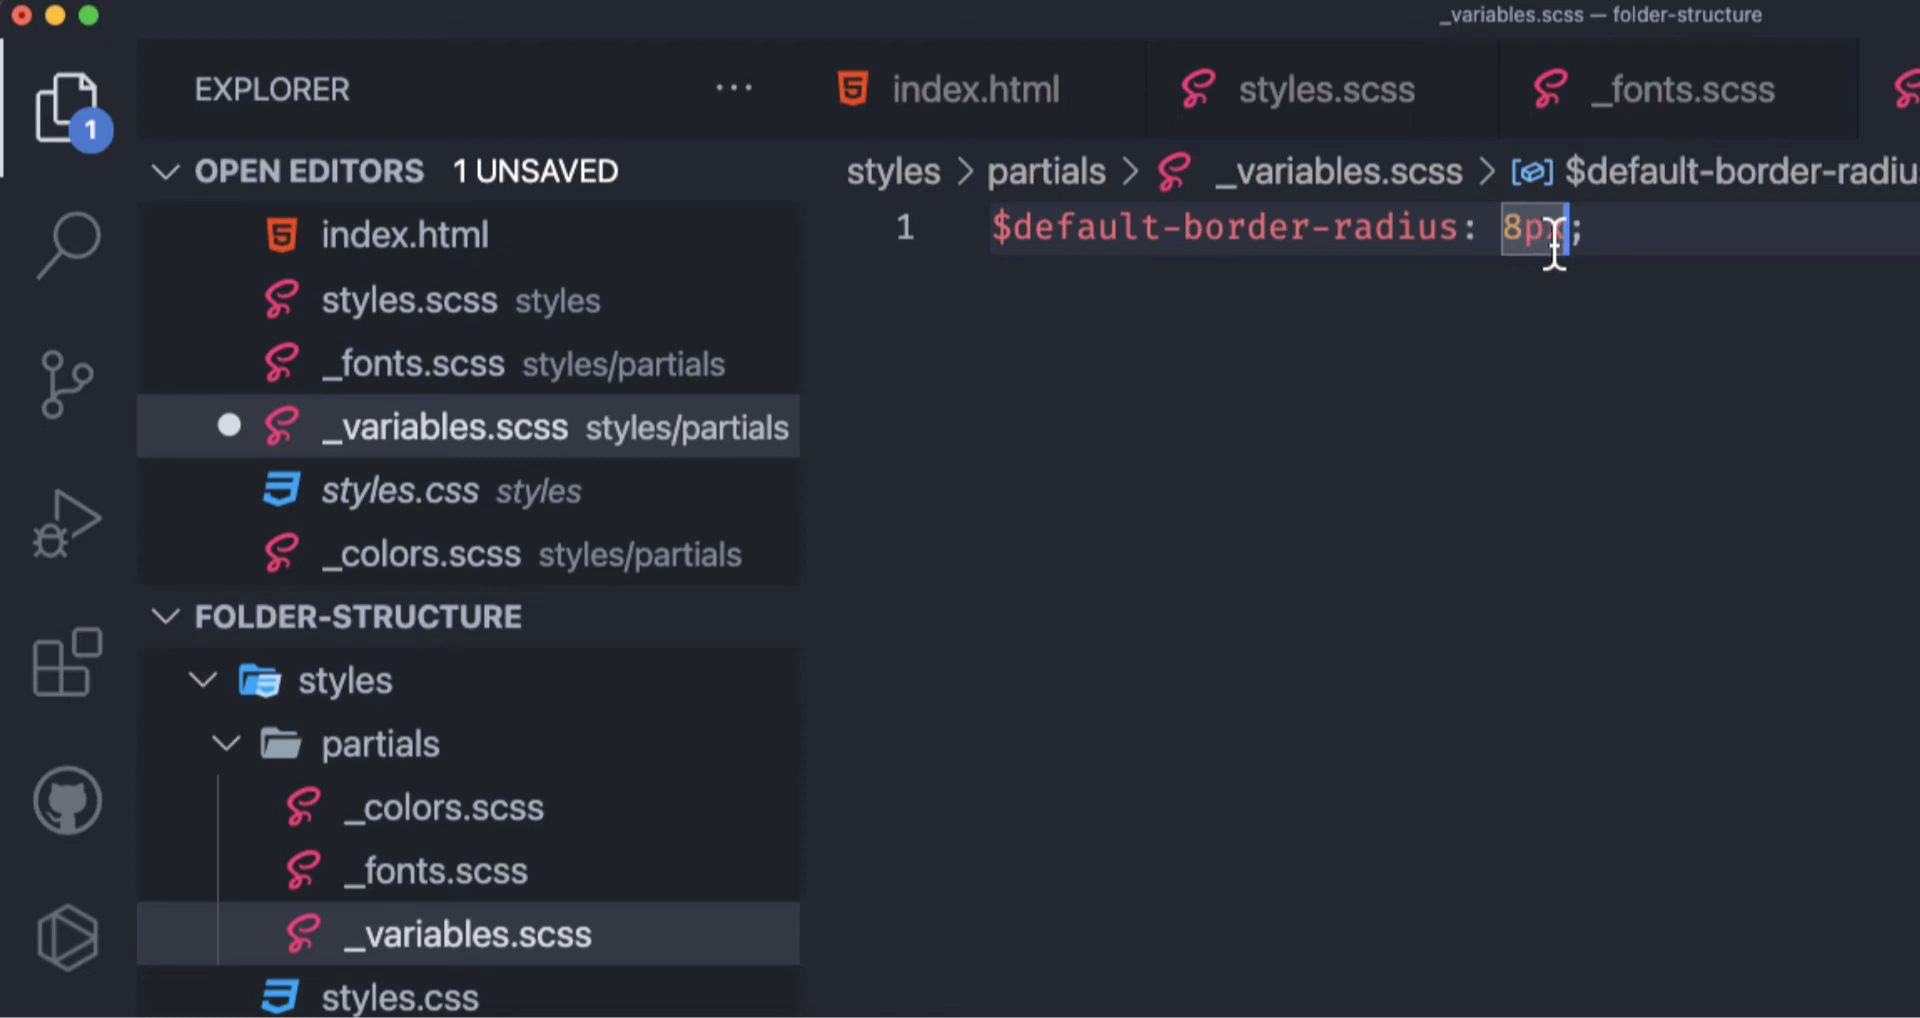 _variables.scss — folder-structure
EXPLORER
index.html
styles.scss
_fonts.scss
1
OPEN EDITORS 1 UNSAVED
styles > partials > _variables.scss > $default-border-radius
index.html
1 $default-border-radius: 8px;
styles.scss styles
_fonts.scss styles/partials
_variables.scss styles/partials
styles.css styles
_colors.scss styles/partials
FOLDER-STRUCTURE
styles
partials
_colors.scss
_fonts.scss
_variables.scss
styles.css